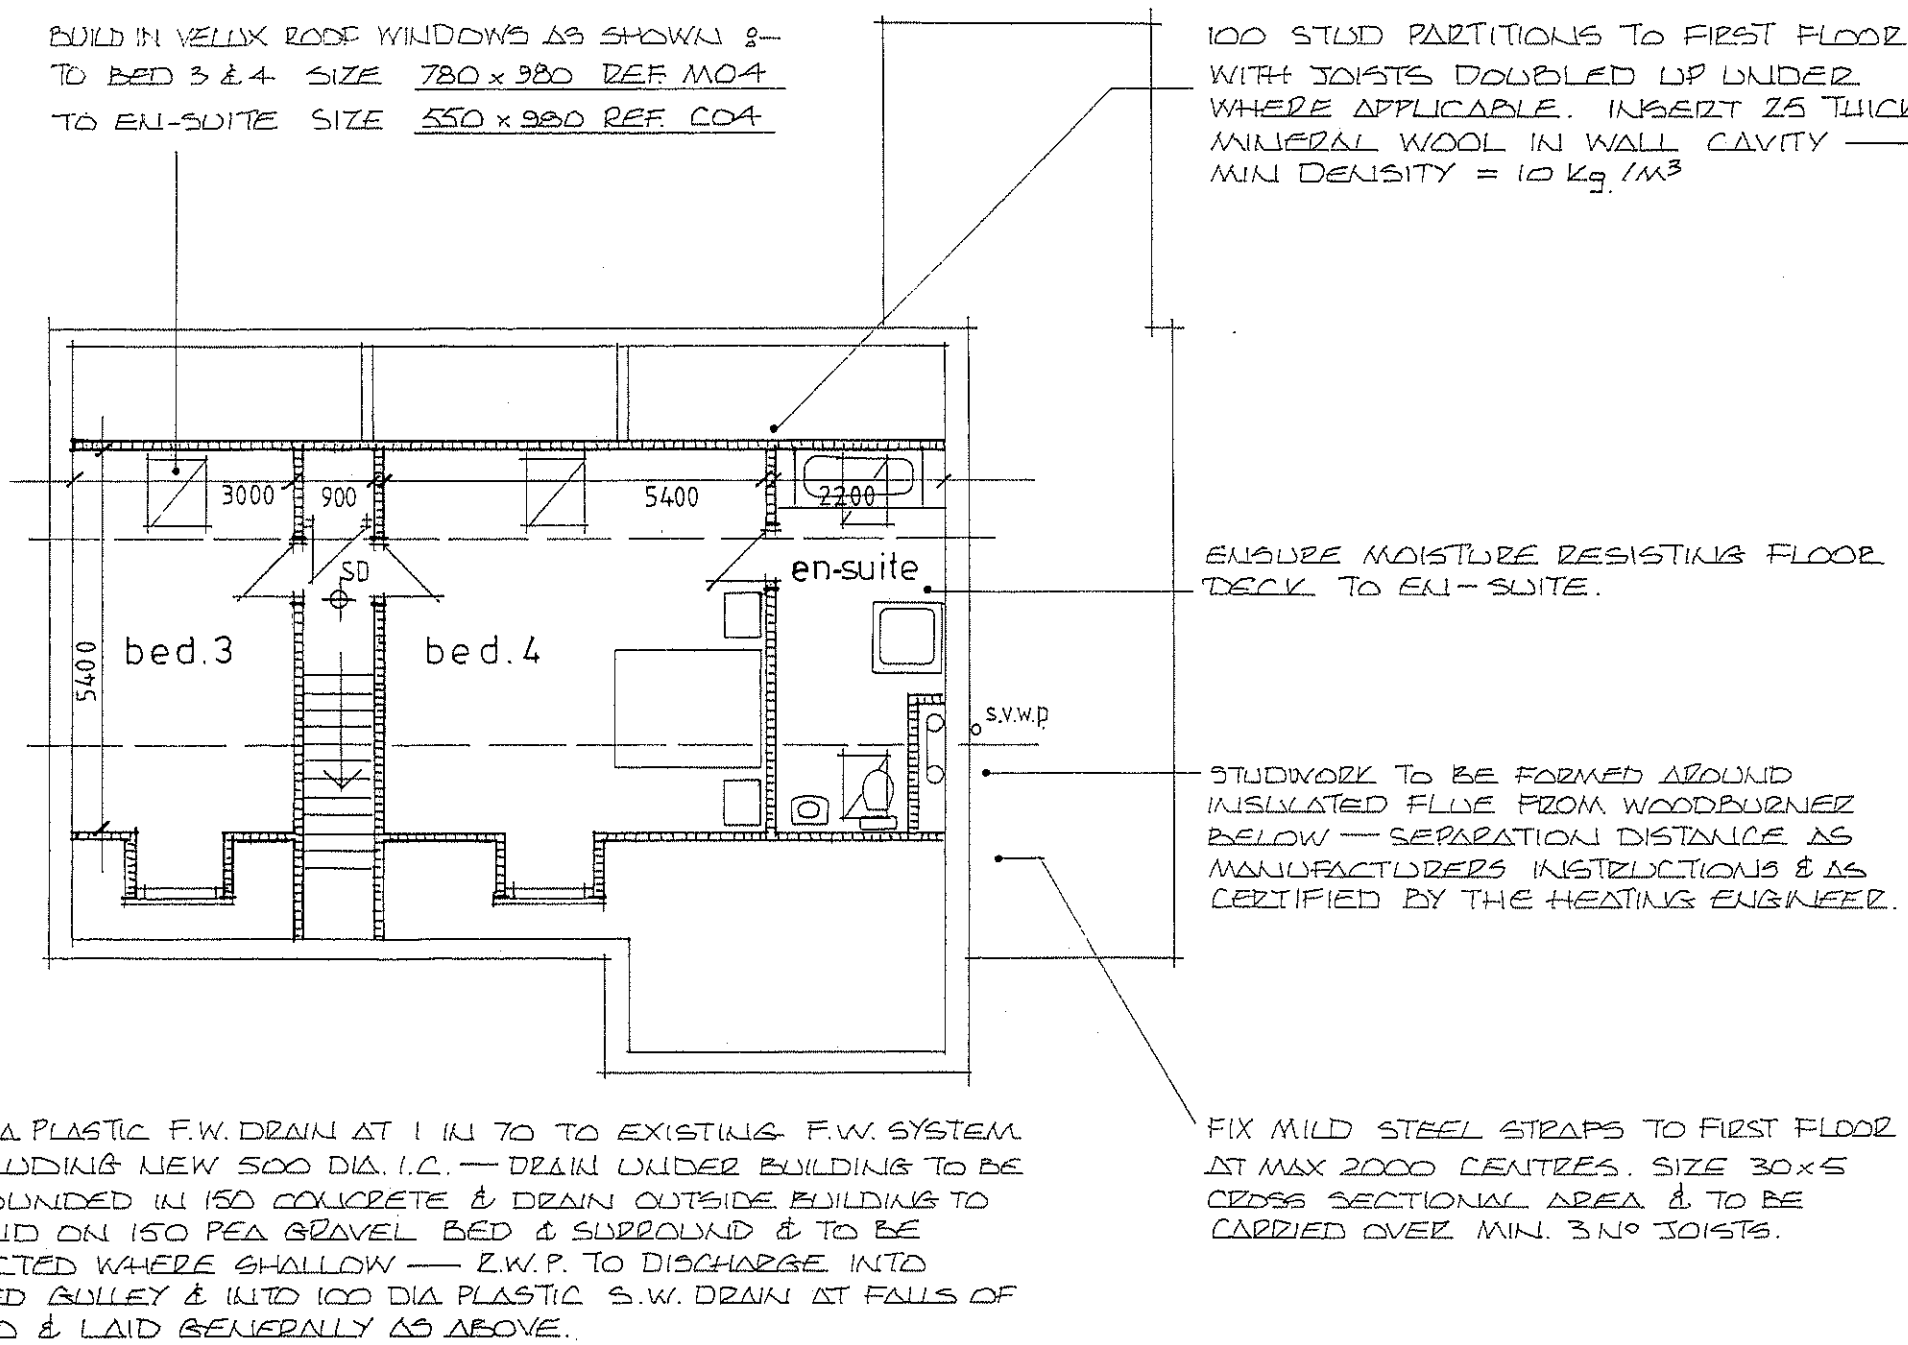 BUILD IN VELUX ROOF WINDOWS AS SHOWN :-
TO BED 3 & 4 SIZE 780 x 980 REF. M04
TO EN-SUITE SIZE 550 x 980 REF. C04
100 STUD PARTITIONS TO FIRST FLOOR
WITH JOISTS DOUBLED UP UNDER
WHERE APPLICABLE. INSERT 25 THICK
MINERAL WOOL IN WALL CAVITY —
MIN DENSITY = 10 Kg./M³
3000
900
5400
2200
SD
en-suite
bed.3
bed.4
5400
s.v.w.p
ENSURE MOISTURE RESISTING FLOOR
DECK TO EN-SUITE.
STUDWORK TO BE FORMED AROUND
INSULATED FLUE FROM WOODBURNER
BELOW — SEPARATION DISTANCE AS
MANUFACTURERS INSTRUCTIONS & AS
CERTIFIED BY THE HEATING ENGINEER.
FIX MILD STEEL STRAPS TO FIRST FLOOR
AT MAX 2000 CENTRES. SIZE 30x5
CROSS SECTIONAL AREA & TO BE
CARRIED OVER MIN. 3 Nº JOISTS.
A PLASTIC F.W. DRAIN AT 1 IN 70 TO EXISTING F.W. SYSTEM
UDING NEW 500 DIA. I.C. — DRAIN UNDER BUILDING TO BE
OUNDED IN 150 CONCRETE & DRAIN OUTSIDE BUILDING TO
ID ON 150 PEA GRAVEL BED & SURROUND & TO BE
CTED WHERE SHALLOW — R.W.P. TO DISCHARGE INTO
ED GULLEY & INTO 100 DIA PLASTIC S.W. DRAIN AT FALLS OF
& LAID GENERALLY AS ABOVE.